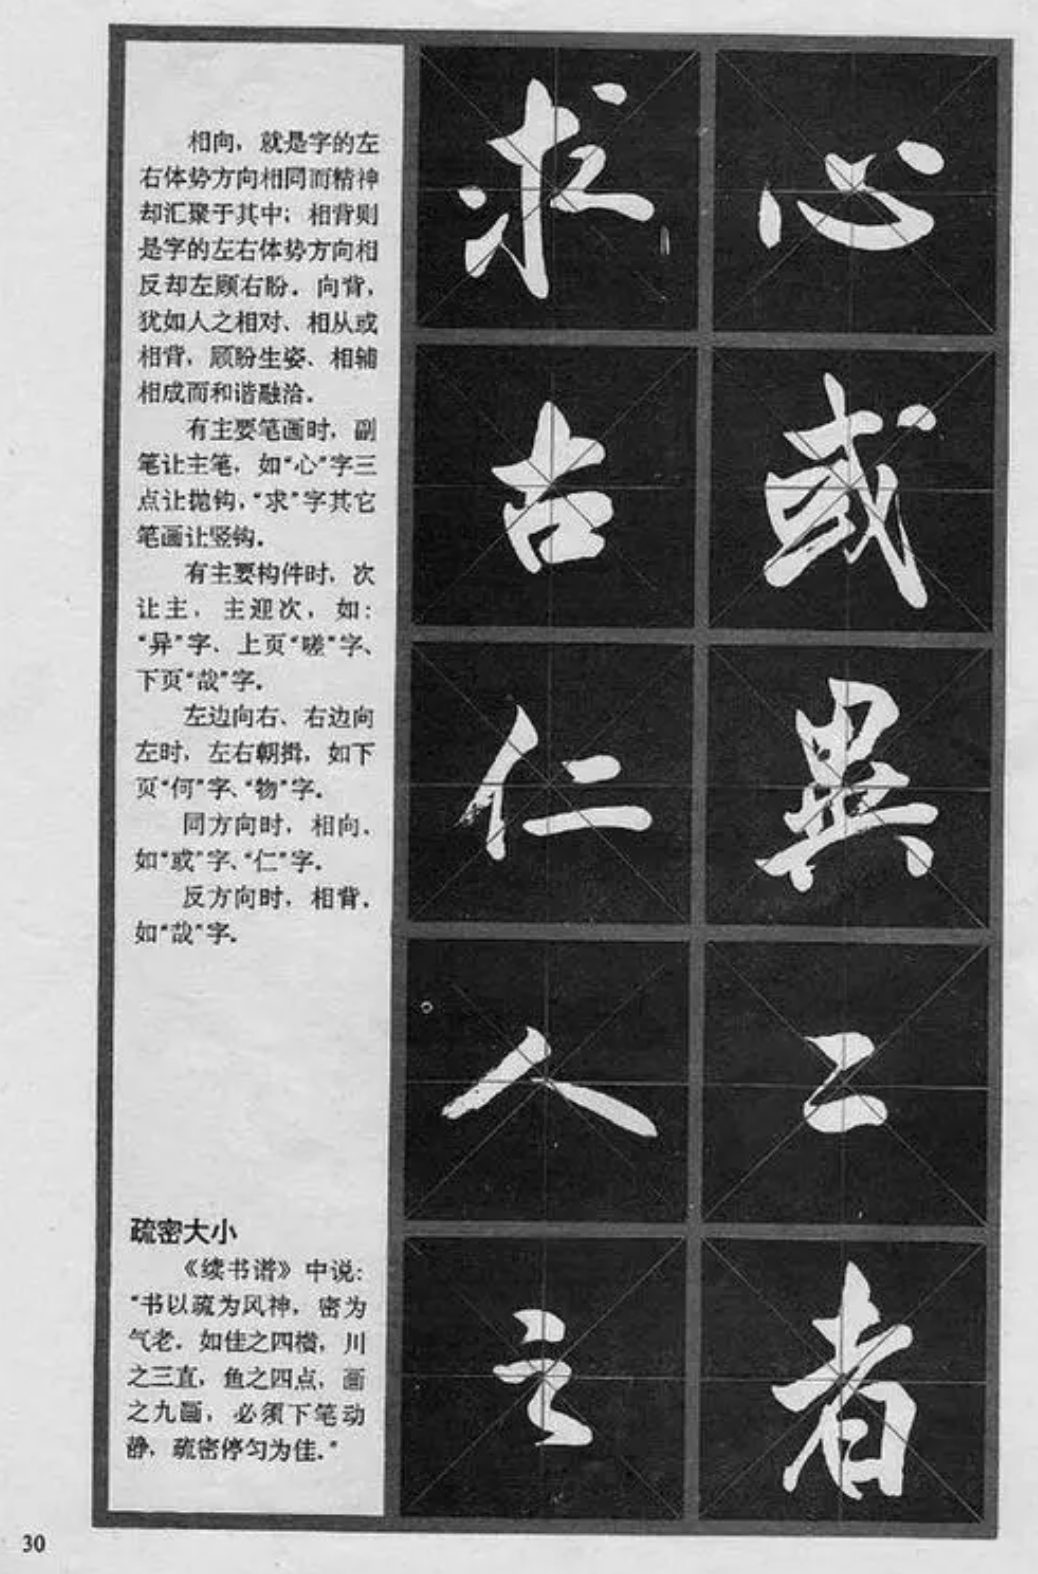 相向，就是字的左
右体势方向相同而精神
却汇聚于其中；相背则
是字的左右体势方向相
反却左顾右盼．向背，
犹如人之相对、相从或
相背，顾盼生姿、相辅
相成而和谐融洽．
有主要笔画时，副
笔让主笔，如“心”字三
点让抛钩，“求”字其它
笔画让竖钩．
有主要构件时，次
让主，主迎次，如：
“异”字、上页“嗟”字、
下页“哉”字．
左边向右、右边向
左时，左右朝揖，如下
页“何”字、“物”字．
同方向时，相向，
如“或”字、“仁”字．
反方向时，相背，
如“哉”字．
疏密大小
《续书谱》中说：
“书以疏为风神，密为
气老．如佳之四横，川
之三直，鱼之四点，画
之九画，必须下笔动
静，疏密停匀为佳．”
求 心
古 或
仁 異
人 二
之 者
30